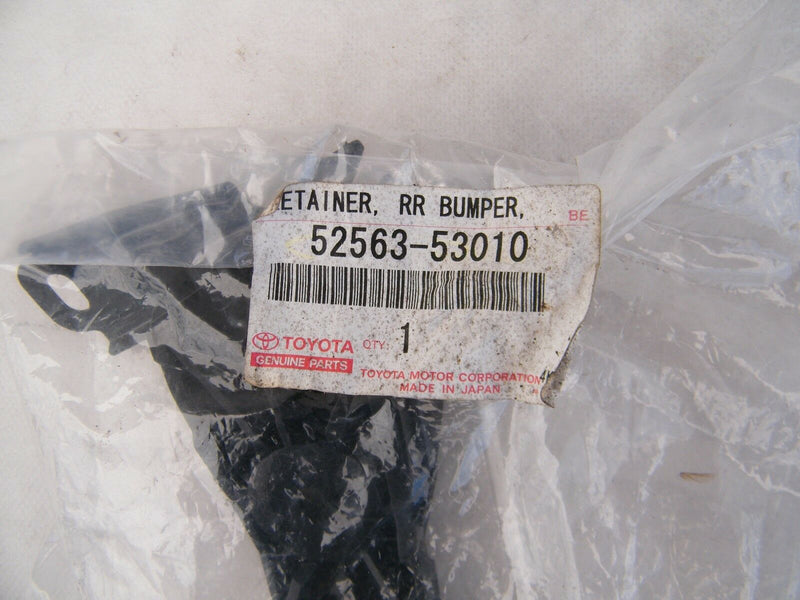 ETAINER, RR BUMPER,
BE
52563-53010
TOYOTA QTY: 1
GENUINE PARTS
TOYOTA MOTOR CORPORATION
MADE IN JAPAN